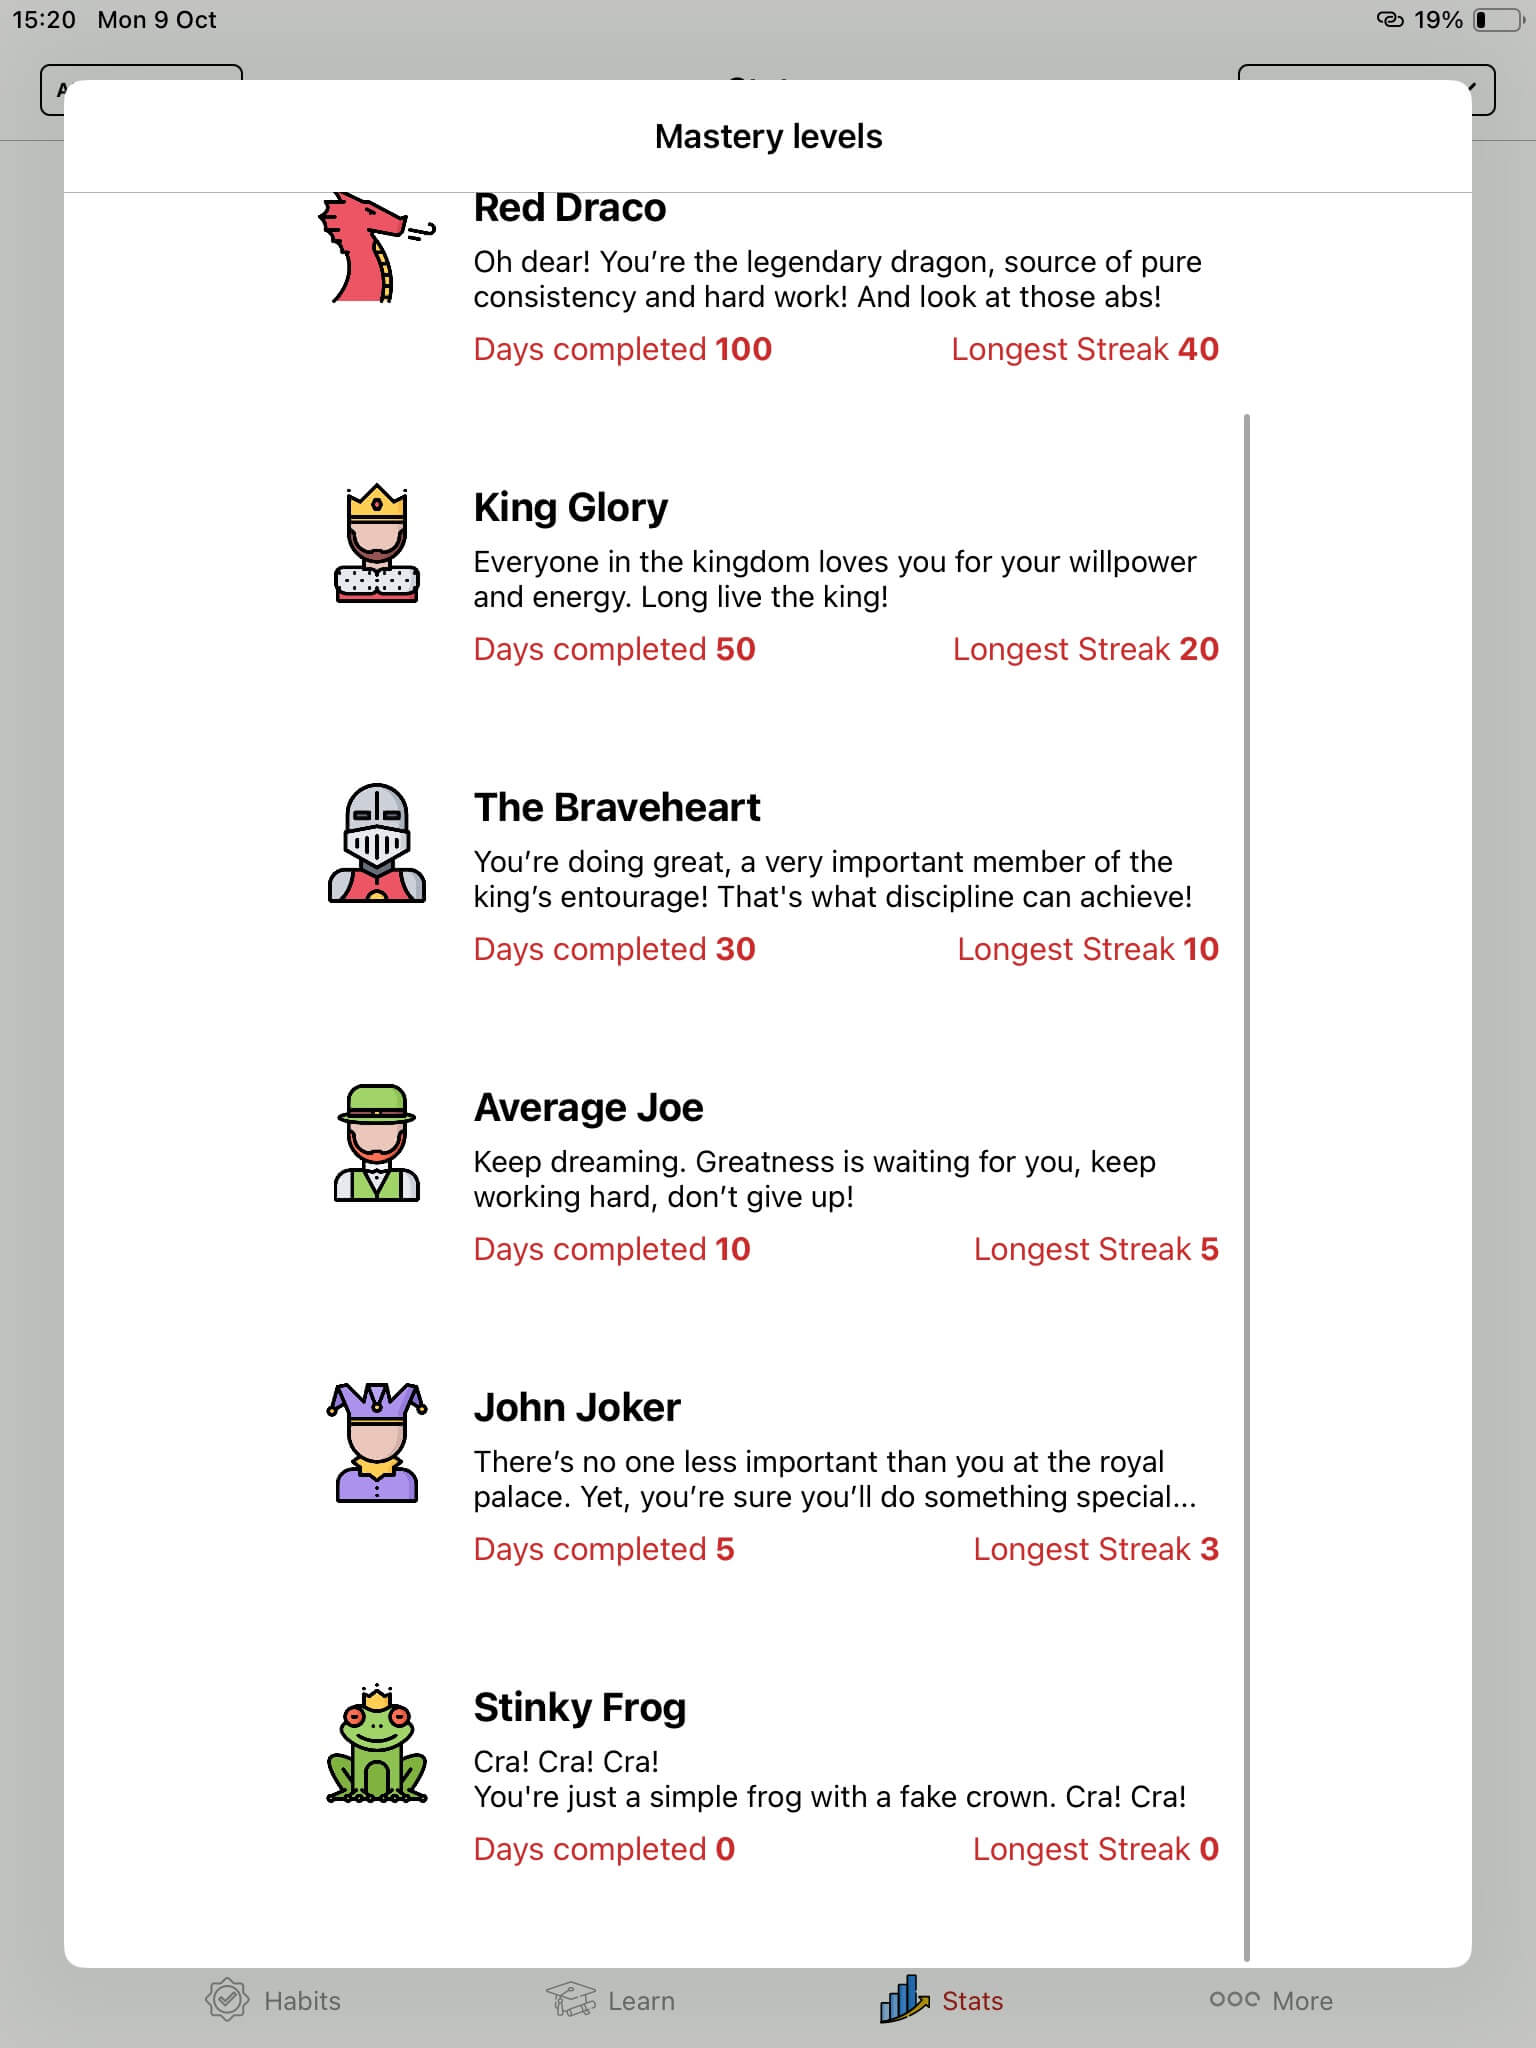 15:20 Mon 9 Oct 19%
Mastery levels
Red Draco
Oh dear! You’re the legendary dragon, source of pure
consistency and hard work! And look at those abs!
Days completed 100 Longest Streak 40
King Glory
Everyone in the kingdom loves you for your willpower
and energy. Long live the king!
Days completed 50 Longest Streak 20
The Braveheart
You’re doing great, a very important member of the
king’s entourage! That's what discipline can achieve!
Days completed 30 Longest Streak 10
Average Joe
Keep dreaming. Greatness is waiting for you, keep
working hard, don’t give up!
Days completed 10 Longest Streak 5
John Joker
There’s no one less important than you at the royal
palace. Yet, you’re sure you’ll do something special...
Days completed 5 Longest Streak 3
Stinky Frog
Cra! Cra! Cra!
You're just a simple frog with a fake crown. Cra! Cra!
Days completed 0 Longest Streak 0
Habits Learn Stats More